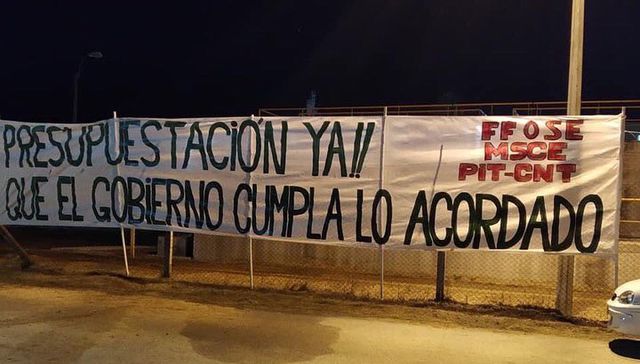 PRESUPUESTACIÓN YA!!
QUE EL GOBIERNO CUMPLA LO ACORDADO
FFOSE
MSCE
PIT-CNT